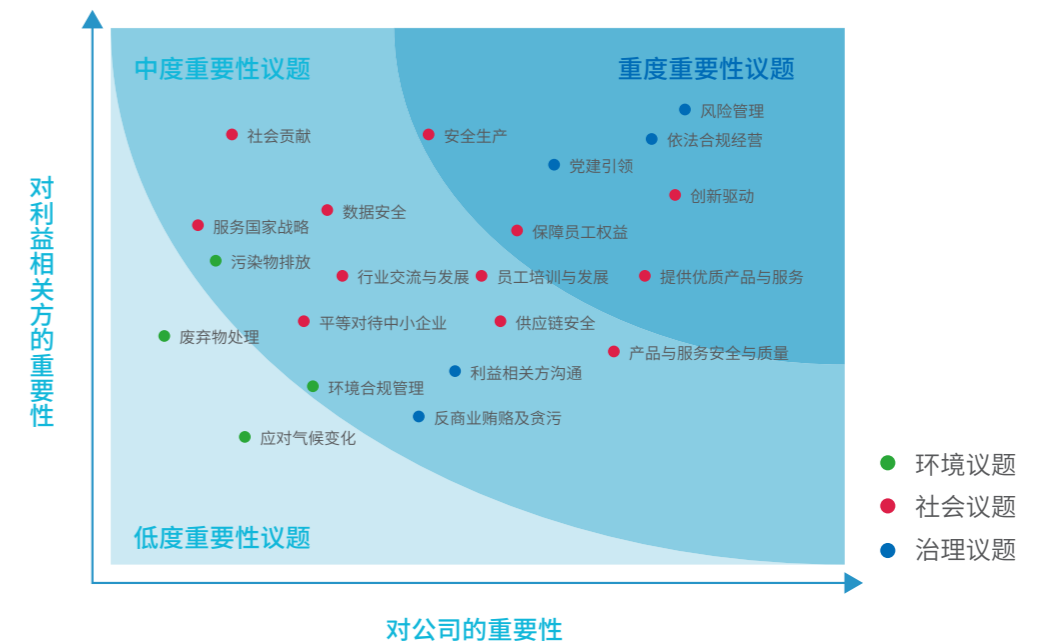 中度重要性议题
重度重要性议题
风险管理
社会贡献
安全生产
依法合规经营
党建引领
创新驱动
数据安全
服务国家战略
保障员工权益
污染物排放
行业交流与发展
员工培训与发展
提供优质产品与服务
平等对待中小企业
供应链安全
废弃物处理
产品与服务安全与质量
利益相关方沟通
环境合规管理
反商业贿赂及贪污
应对气候变化
低度重要性议题
对利益相关方的重要性
对公司的重要性
环境议题
社会议题
治理议题